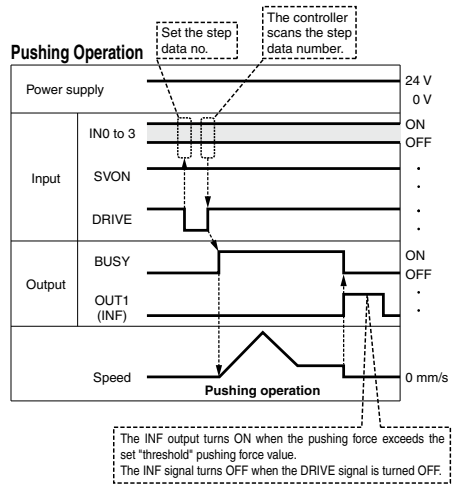 Pushing Operation
Set the step
data no.
The controller
scans the step
data number.
Power supply
24 V
0 V
Input
IN0 to 3
ON
OFF
SVON
DRIVE
Output
BUSY
ON
OFF
OUT1
(INF)
Speed
Pushing operation
0 mm/s
The INF output turns ON when the pushing force exceeds the
set "threshold" pushing force value.
The INF signal turns OFF when the DRIVE signal is turned OFF.